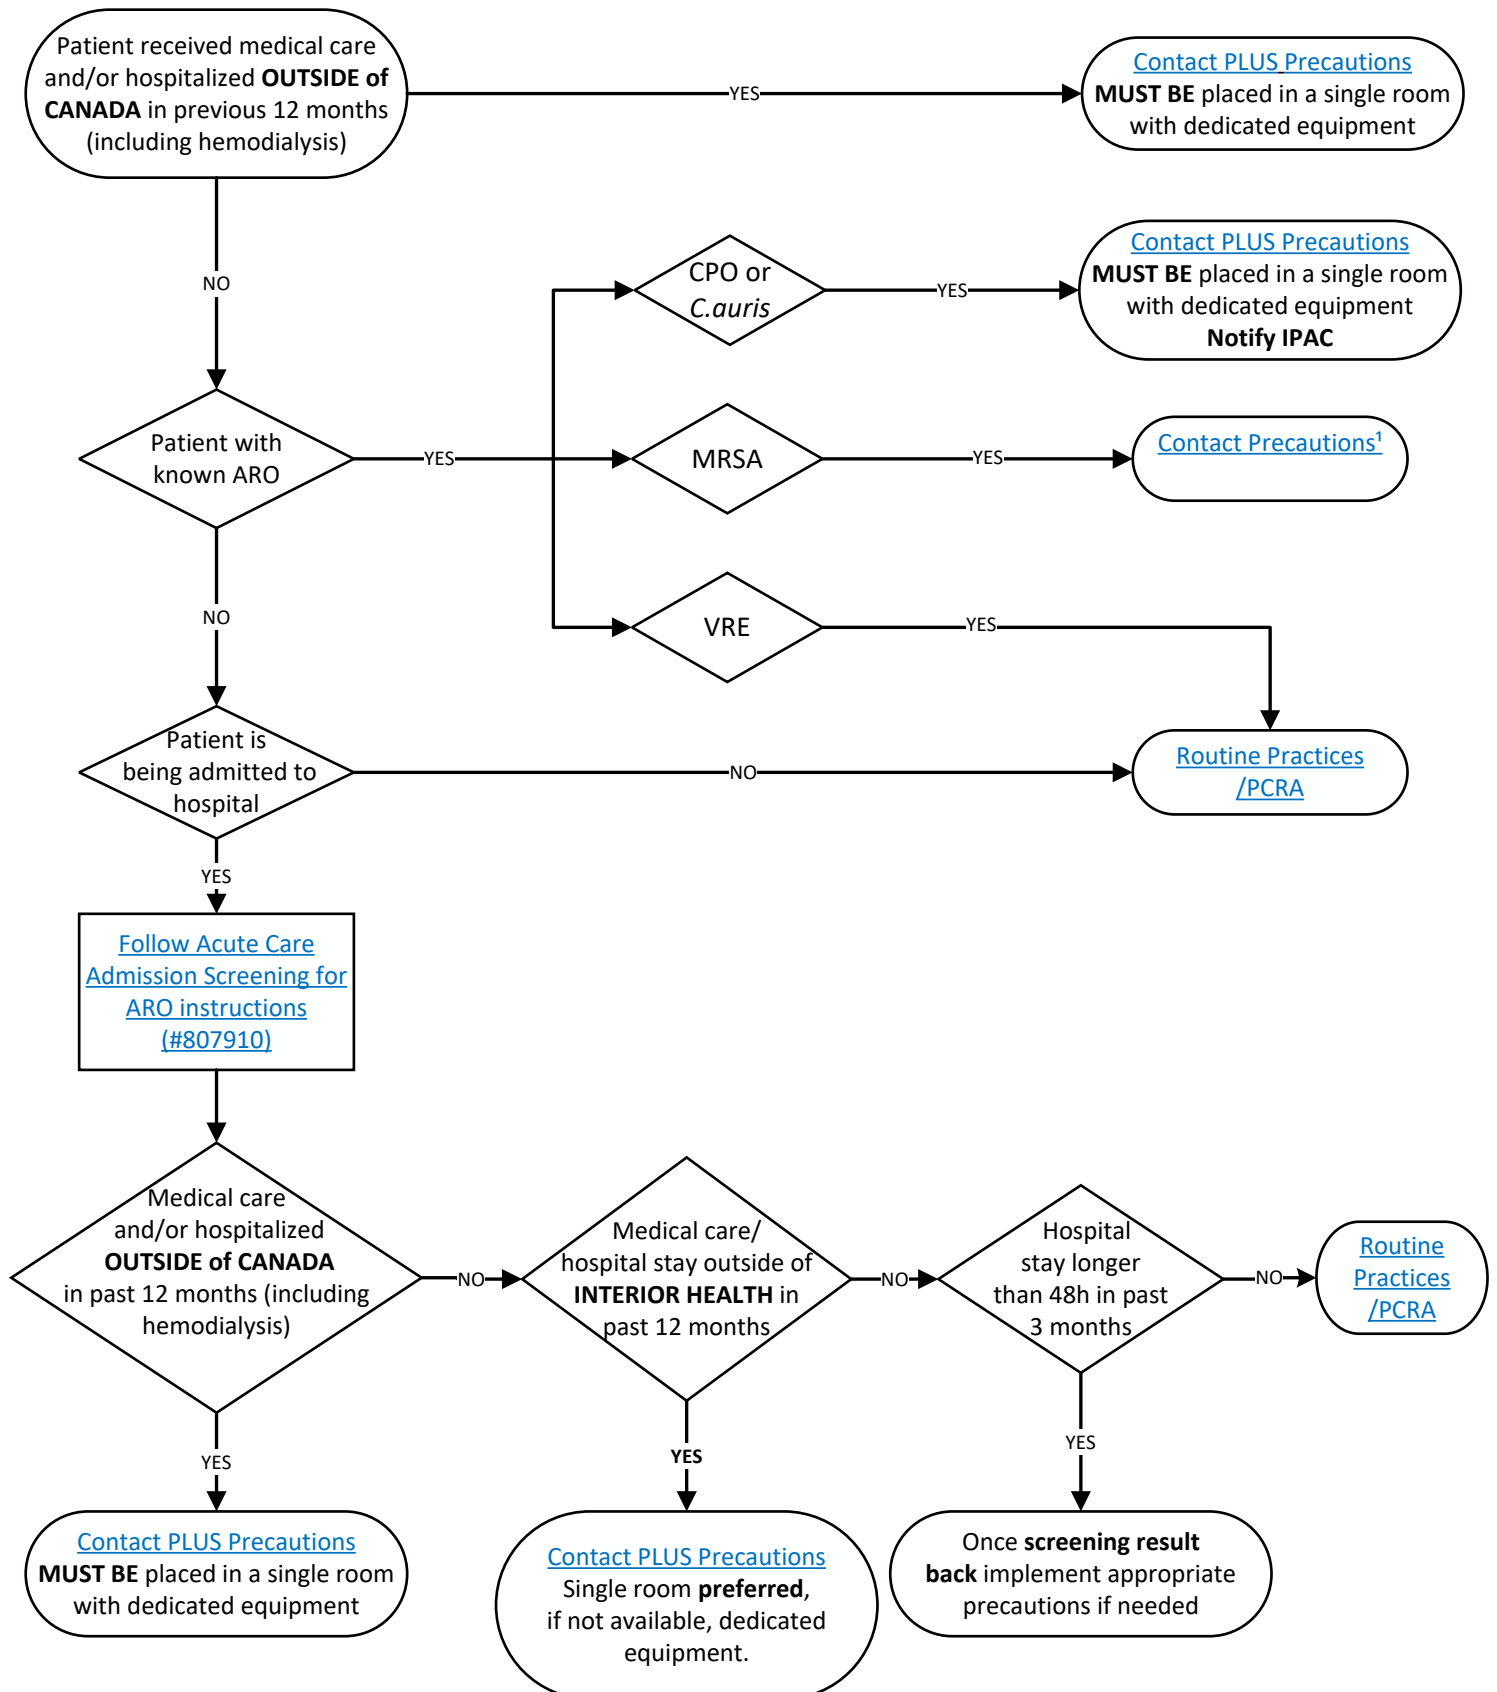 Patient received medical care
and/or hospitalized OUTSIDE of
CANADA in previous 12 months
(including hemodialysis)
YES
Contact PLUS Precautions
MUST BE placed in a single room
with dedicated equipment
NO
CPO or
C.auris
YES
Contact PLUS Precautions
MUST BE placed in a single room
with dedicated equipment
Notify IPAC
Patient with
known ARO
YES
MRSA
YES
Contact Precautions¹
NO
VRE
YES
Patient is
being admitted to
hospital
NO
Routine Practices
/PCRA
YES
Follow Acute Care
Admission Screening for
ARO instructions
(#807910)
Medical care
and/or hospitalized
OUTSIDE of CANADA
in past 12 months (including
hemodialysis)
NO
Medical care/
hospital stay outside of
INTERIOR HEALTH in
past 12 months
NO
Hospital
stay longer
than 48h in past
3 months
NO
Routine
Practices
/PCRA
YES
YES
YES
Contact PLUS Precautions
MUST BE placed in a single room
with dedicated equipment
Contact PLUS Precautions
Single room preferred,
if not available, dedicated
equipment.
Once screening result
back implement appropriate
precautions if needed